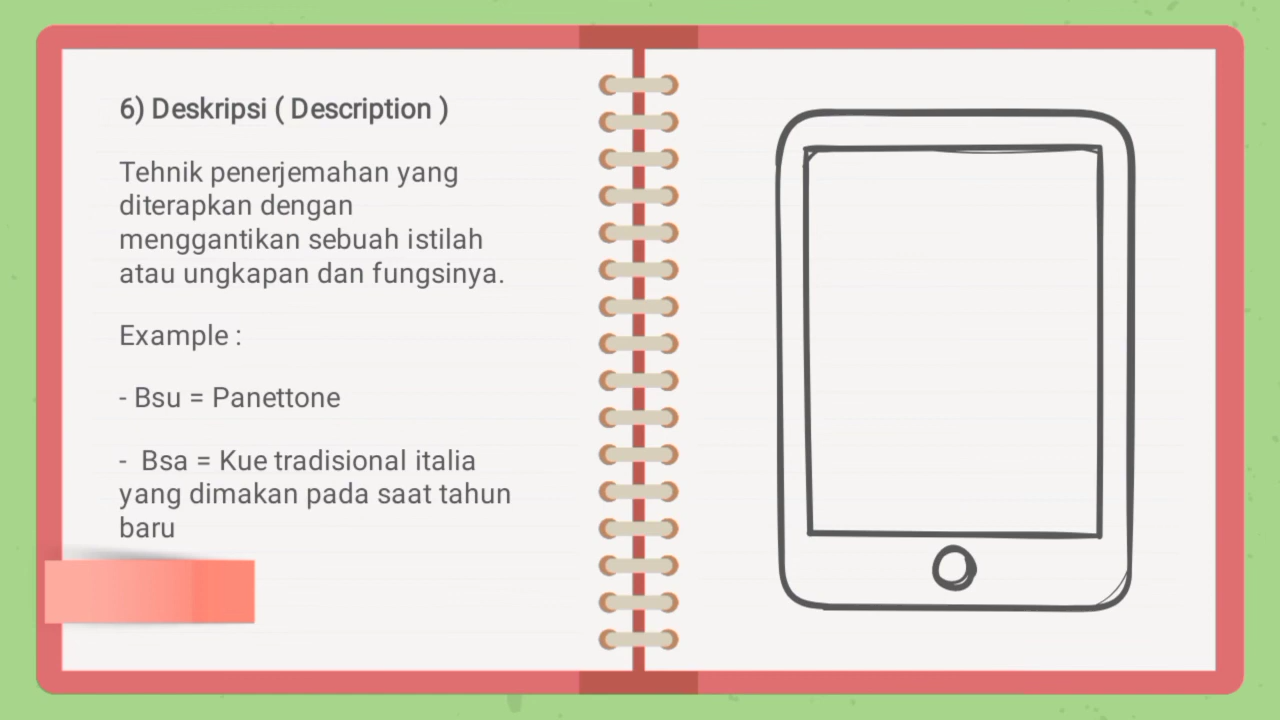 6) Deskripsi ( Description )
Tehnik penerjemahan yang
diterapkan dengan
menggantikan sebuah istilah
atau ungkapan dan fungsinya.
Example :
- Bsu = Panettone
-  Bsa = Kue tradisional italia
yang dimakan pada saat tahun
baru